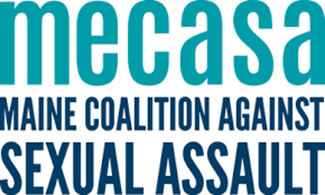 mecasa
MAINE COALITION AGAINST
SEXUAL ASSAULT